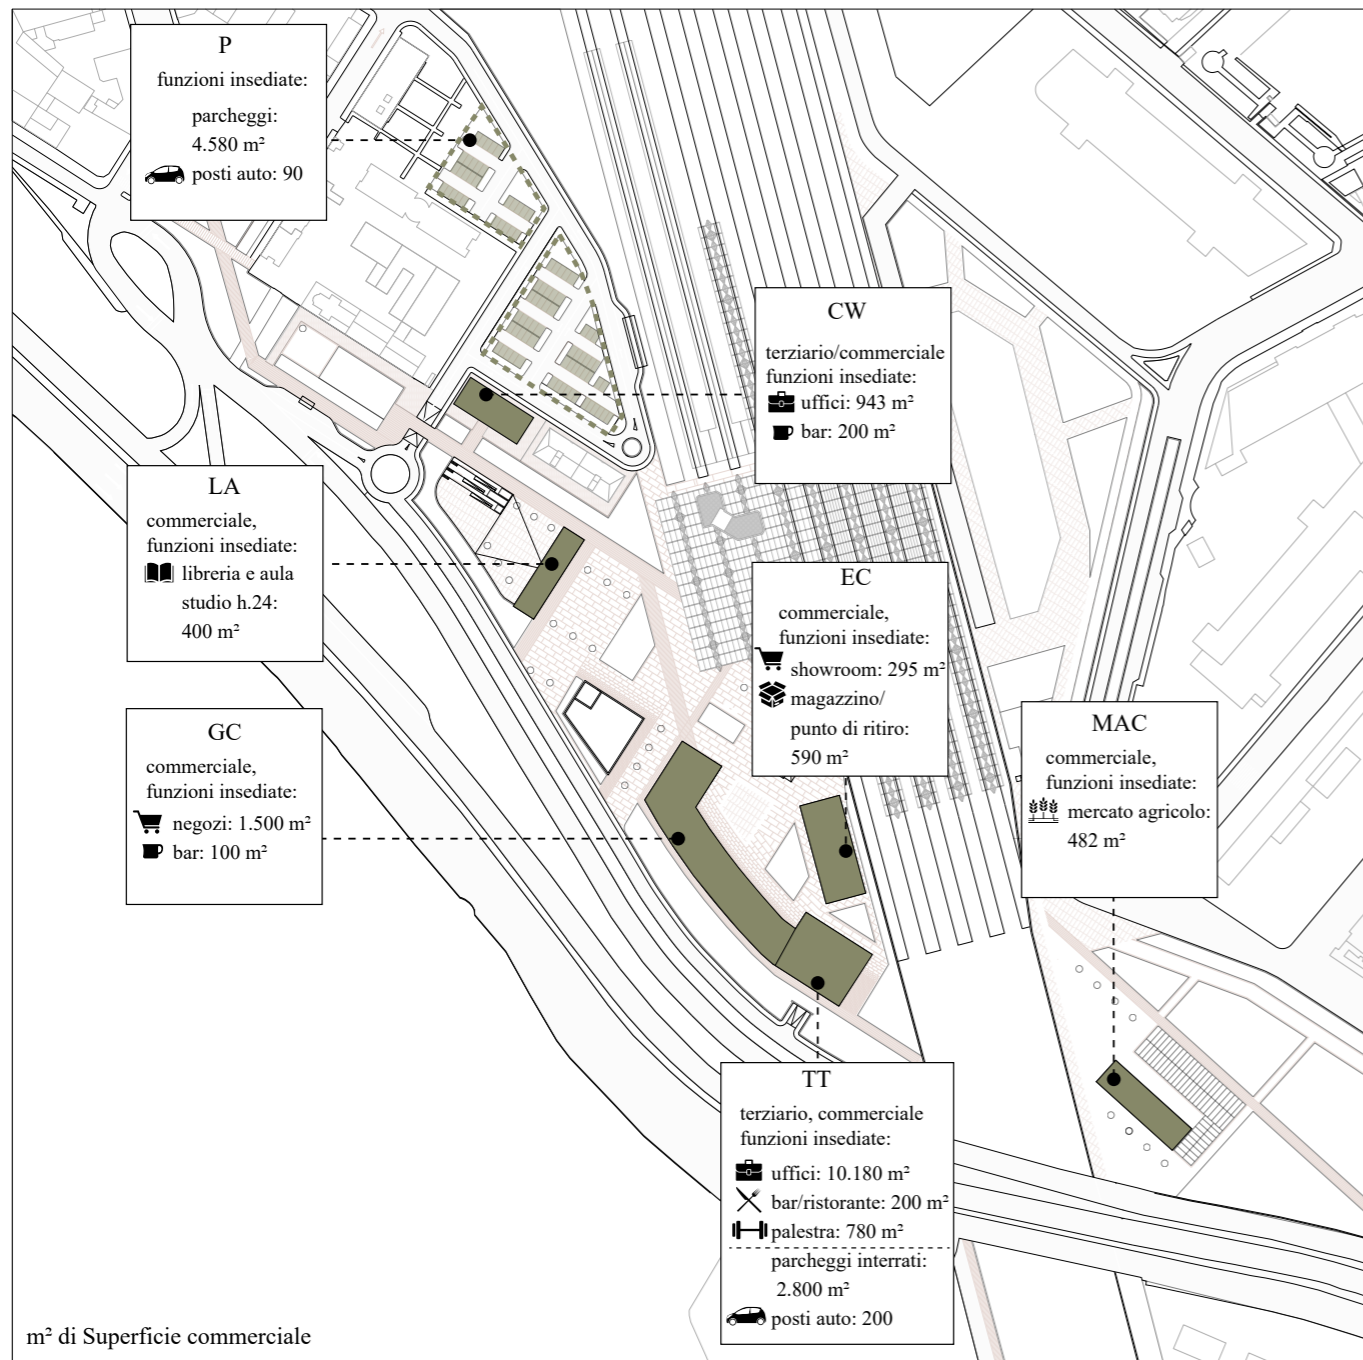 P
funzioni insediate:
parcheggi:
4.580 m²
posti auto: 90
CW
terziario/commerciale
funzioni insediate:
uffici: 943 m²
bar: 200 m²
LA
commerciale,
funzioni insediate:
libreria e aula
studio h.24:
400 m²
EC
commerciale,
funzioni insediate:
showroom: 295 m²
magazzino/
punto di ritiro:
590 m²
GC
commerciale,
funzioni insediate:
negozi: 1.500 m²
bar: 100 m²
MAC
commerciale,
funzioni insediate:
mercato agricolo:
482 m²
TT
terziario, commerciale
funzioni insediate:
uffici: 10.180 m²
bar/ristorante: 200 m²
palestra: 780 m²
parcheggi interrati:
2.800 m²
posti auto: 200
m² di Superficie commerciale